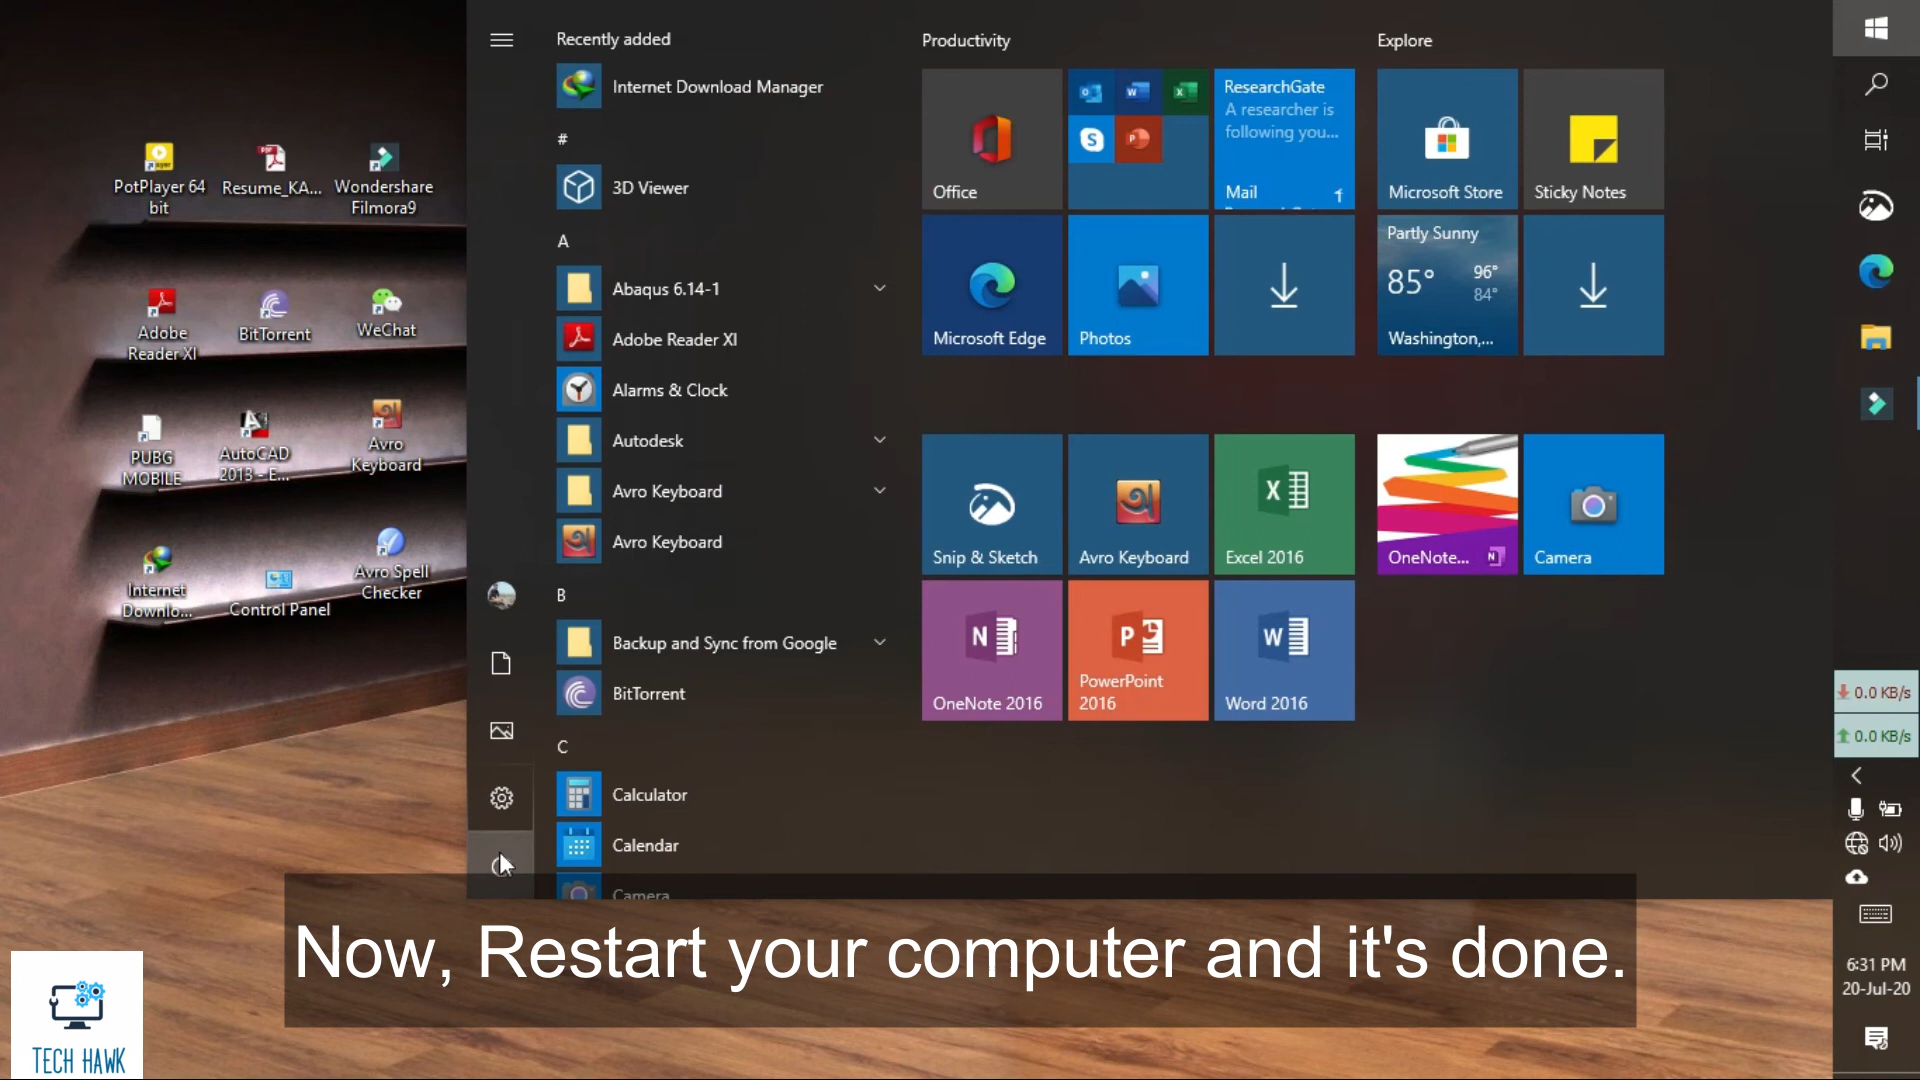 PotPlayer 64
bit
Resume_KA...
Wondershare
Filmora9
Adobe
Reader XI
BitTorrent
WeChat
PUBG
MOBILE
AutoCAD
2013 - E...
Avro
Keyboard
Internet
Downlo...
Control Panel
Avro Spell
Checker
Recently added
Internet Download Manager
#
3D Viewer
A
Abaqus 6.14-1
Adobe Reader XI
Alarms & Clock
Autodesk
Avro Keyboard
Avro Keyboard
B
Backup and Sync from Google
BitTorrent
C
Calculator
Calendar
Camera
Productivity
Office
ResearchGate
A researcher is
following you...
Mail 1
Microsoft Edge
Photos
Explore
Microsoft Store
Sticky Notes
Partly Sunny
85° 96°
84°
Washington,...
Snip & Sketch
Avro Keyboard
Excel 2016
OneNote...
Camera
OneNote 2016
PowerPoint
2016
Word 2016
0.0 KB/s
0.0 KB/s
6:31 PM
20-Jul-20
Now, Restart your computer and it's done.
TECH HAWK